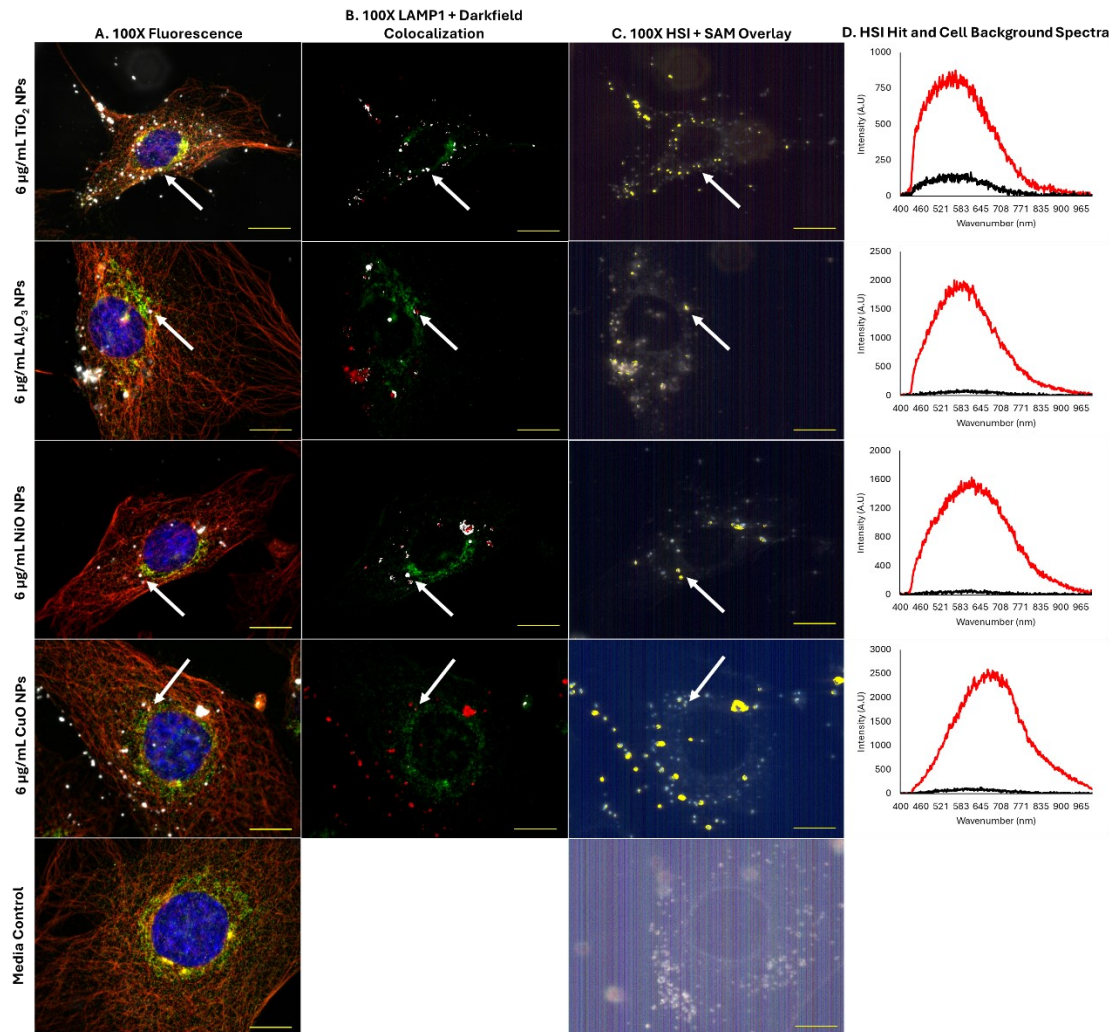 A. 100X Fluorescence
B. 100X LAMP1 + Darkfield
Colocalization
C. 100X HSI + SAM Overlay
D. HSI Hit and Cell Background Spectra
6 µg/mL TiO₂ NPs
Intensity (A.U)
1000
750
500
250
0
400 460 521 583 645 708 771 835 900 965
Wavenumber (nm)
6 µg/mL Al₂O₃ NPs
Intensity (A.U)
2500
2000
1500
1000
500
0
400 460 521 583 645 708 771 835 900 965
Wavenumber (nm)
6 µg/mL NiO NPs
Intensity (A.U)
2000
1600
1200
800
400
0
400 460 521 583 645 708 771 835 900 965
Wavenumber (nm)
6 µg/mL CuO NPs
Intensity (A.U)
3000
2500
2000
1500
1000
500
0
400 460 521 583 645 708 771 835 900 965
Wavenumber (nm)
Media Control